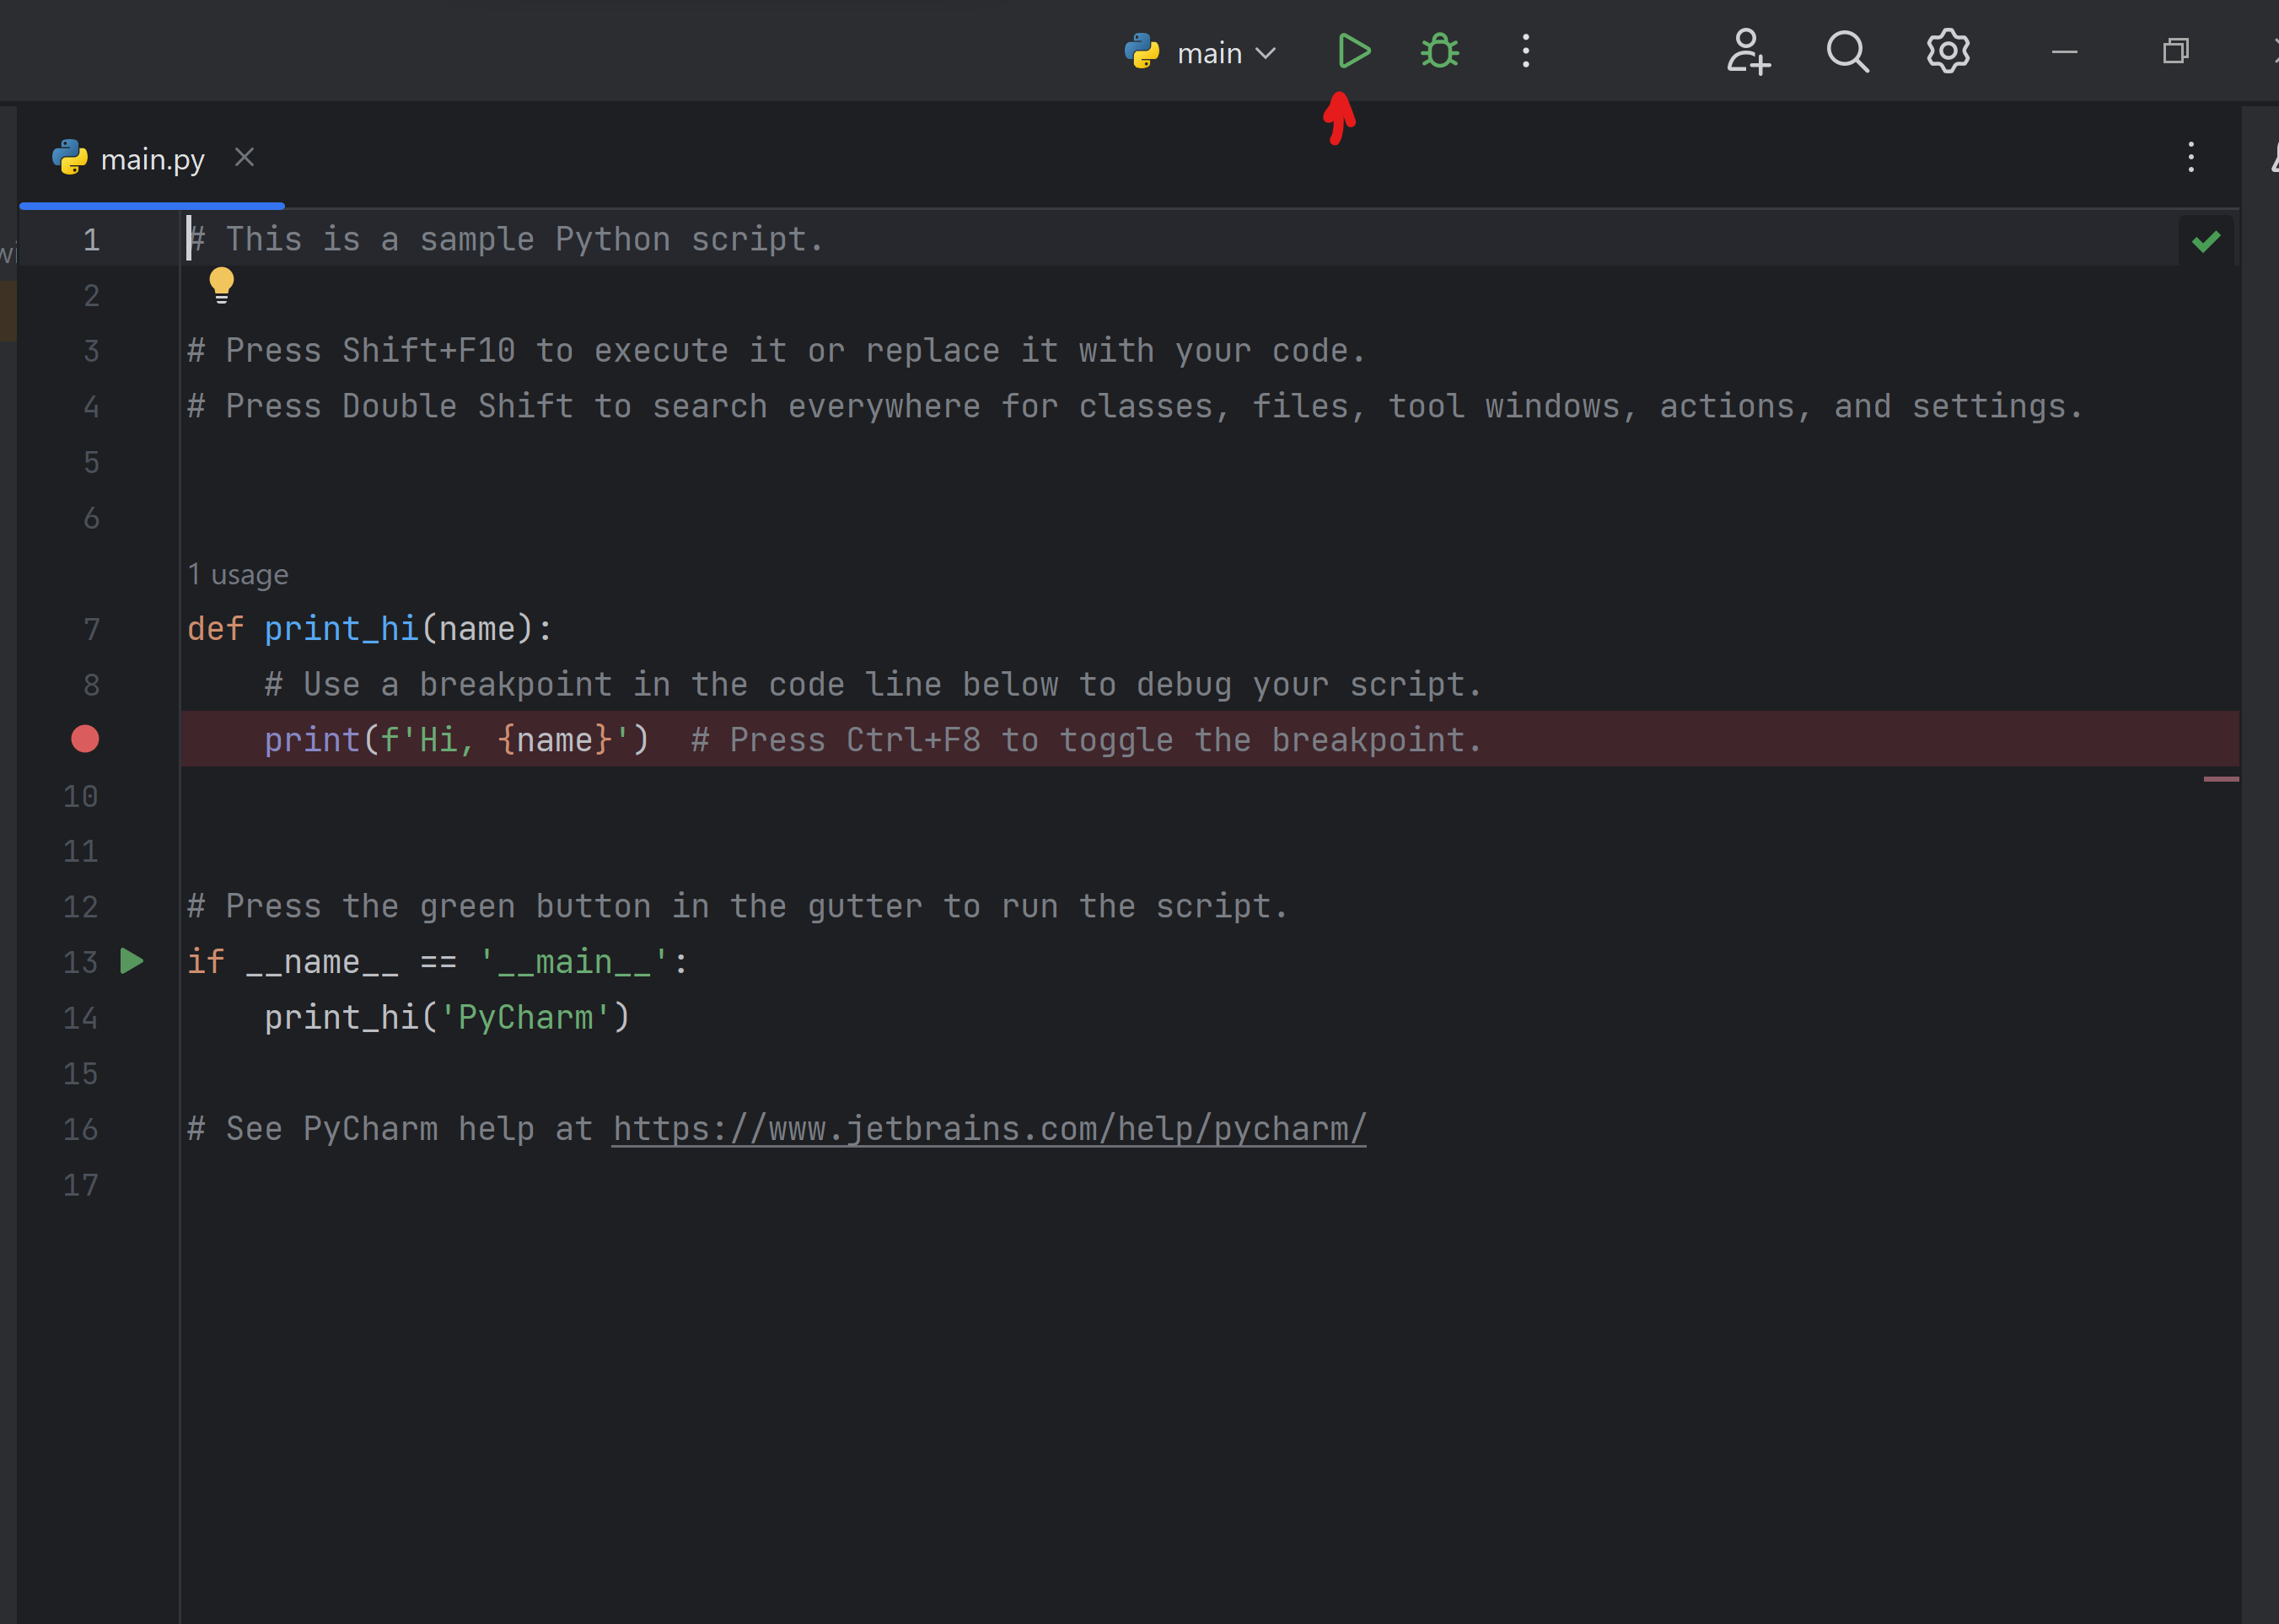 main
main.py
1 # This is a sample Python script.
2
3 # Press Shift+F10 to execute it or replace it with your code.
4 # Press Double Shift to search everywhere for classes, files, tool windows, actions, and settings.
5
6
1 usage
7 def print_hi(name):
8     # Use a breakpoint in the code line below to debug your script.
    print(f'Hi, {name}')  # Press Ctrl+F8 to toggle the breakpoint.
10
11
12 # Press the green button in the gutter to run the script.
13 if __name__ == '__main__':
14     print_hi('PyCharm')
15
16 # See PyCharm help at https://www.jetbrains.com/help/pycharm/
17